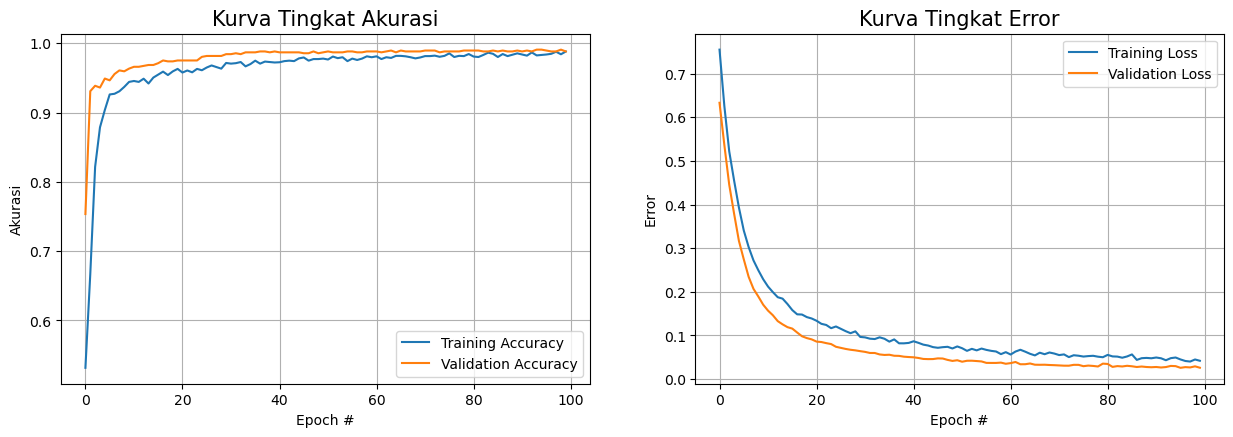 Kurva Tingkat Akurasi
1.0
0.9
0.8
0.7
0.6
Akurasi
Training Accuracy
Validation Accuracy
0 20 40 60 80 100
Epoch #
Kurva Tingkat Error
0.7
0.6
0.5
0.4
0.3
0.2
0.1
0.0
Error
Training Loss
Validation Loss
0 20 40 60 80 100
Epoch #